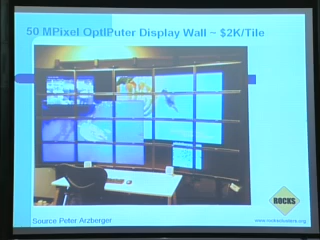 50 MPixel OptIPuter Display Wall ~ $2K/Tile
ROCKS
Source Peter Arzberger
www.rocksclusters.org